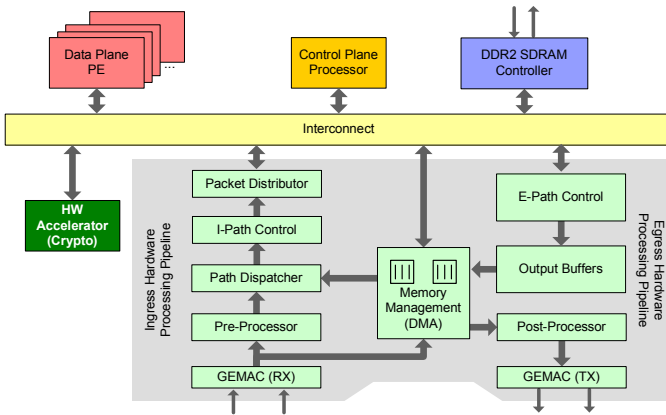 Data Plane
PE
...
Control Plane
Processor
DDR2 SDRAM
Controller
Interconnect
HW
Accelerator
(Crypto)
Ingress Hardware
Processing Pipeline
Packet Distributor
I-Path Control
Path Dispatcher
Pre-Processor
GEMAC (RX)
Memory
Management
(DMA)
E-Path Control
Output Buffers
Post-Processor
GEMAC (TX)
Egress Hardware
Processing Pipeline